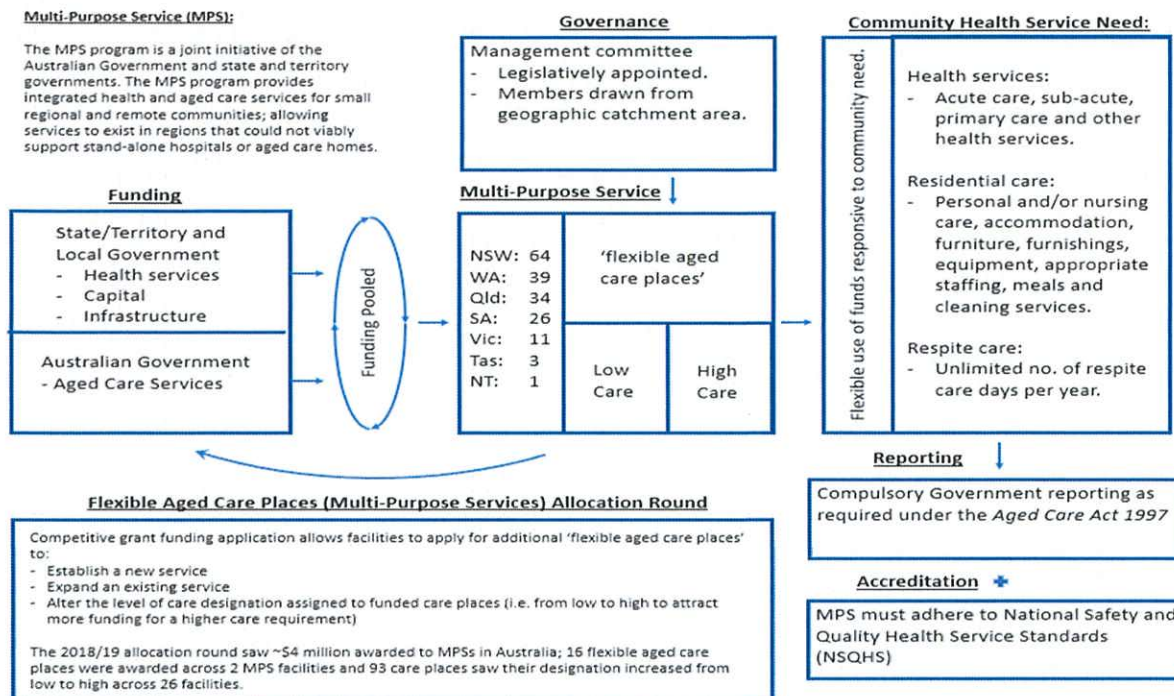 Multi-Purpose Service (MPS):
The MPS program is a joint initiative of the
Australian Government and state and territory
governments. The MPS program provides
integrated health and aged care services for small
regional and remote communities; allowing
services to exist in regions that could not viably
support stand-alone hospitals or aged care homes.
Governance
Management committee
- Legislatively appointed.
- Members drawn from
geographic catchment area.
Community Health Service Need:
Flexible use of funds responsive to community need.
Health services:
- Acute care, sub-acute,
primary care and other
health services.
Residential care:
- Personal and/or nursing
care, accommodation,
furniture, furnishings,
equipment, appropriate
staffing, meals and
cleaning services.
Respite care:
- Unlimited no. of respite
care days per year.
Funding
State/Territory and
Local Government
- Health services
- Capital
- Infrastructure
Australian Government
- Aged Care Services
Funding Pooled
Multi-Purpose Service
NSW: 64
WA: 39
Qld: 34
SA: 26
Vic: 11
Tas: 3
NT: 1
'flexible aged
care places'
Low
Care
High
Care
Reporting
Compulsory Government reporting as
required under the Aged Care Act 1997
Accreditation +
MPS must adhere to National Safety and
Quality Health Service Standards
(NSQHS)
Flexible Aged Care Places (Multi-Purpose Services) Allocation Round
Competitive grant funding application allows facilities to apply for additional 'flexible aged care places'
to:
- Establish a new service
- Expand an existing service
- Alter the level of care designation assigned to funded care places (i.e. from low to high to attract
more funding for a higher care requirement)
The 2018/19 allocation round saw ~$4 million awarded to MPSs in Australia; 16 flexible aged care
places were awarded across 2 MPS facilities and 93 care places saw their designation increased from
low to high across 26 facilities.